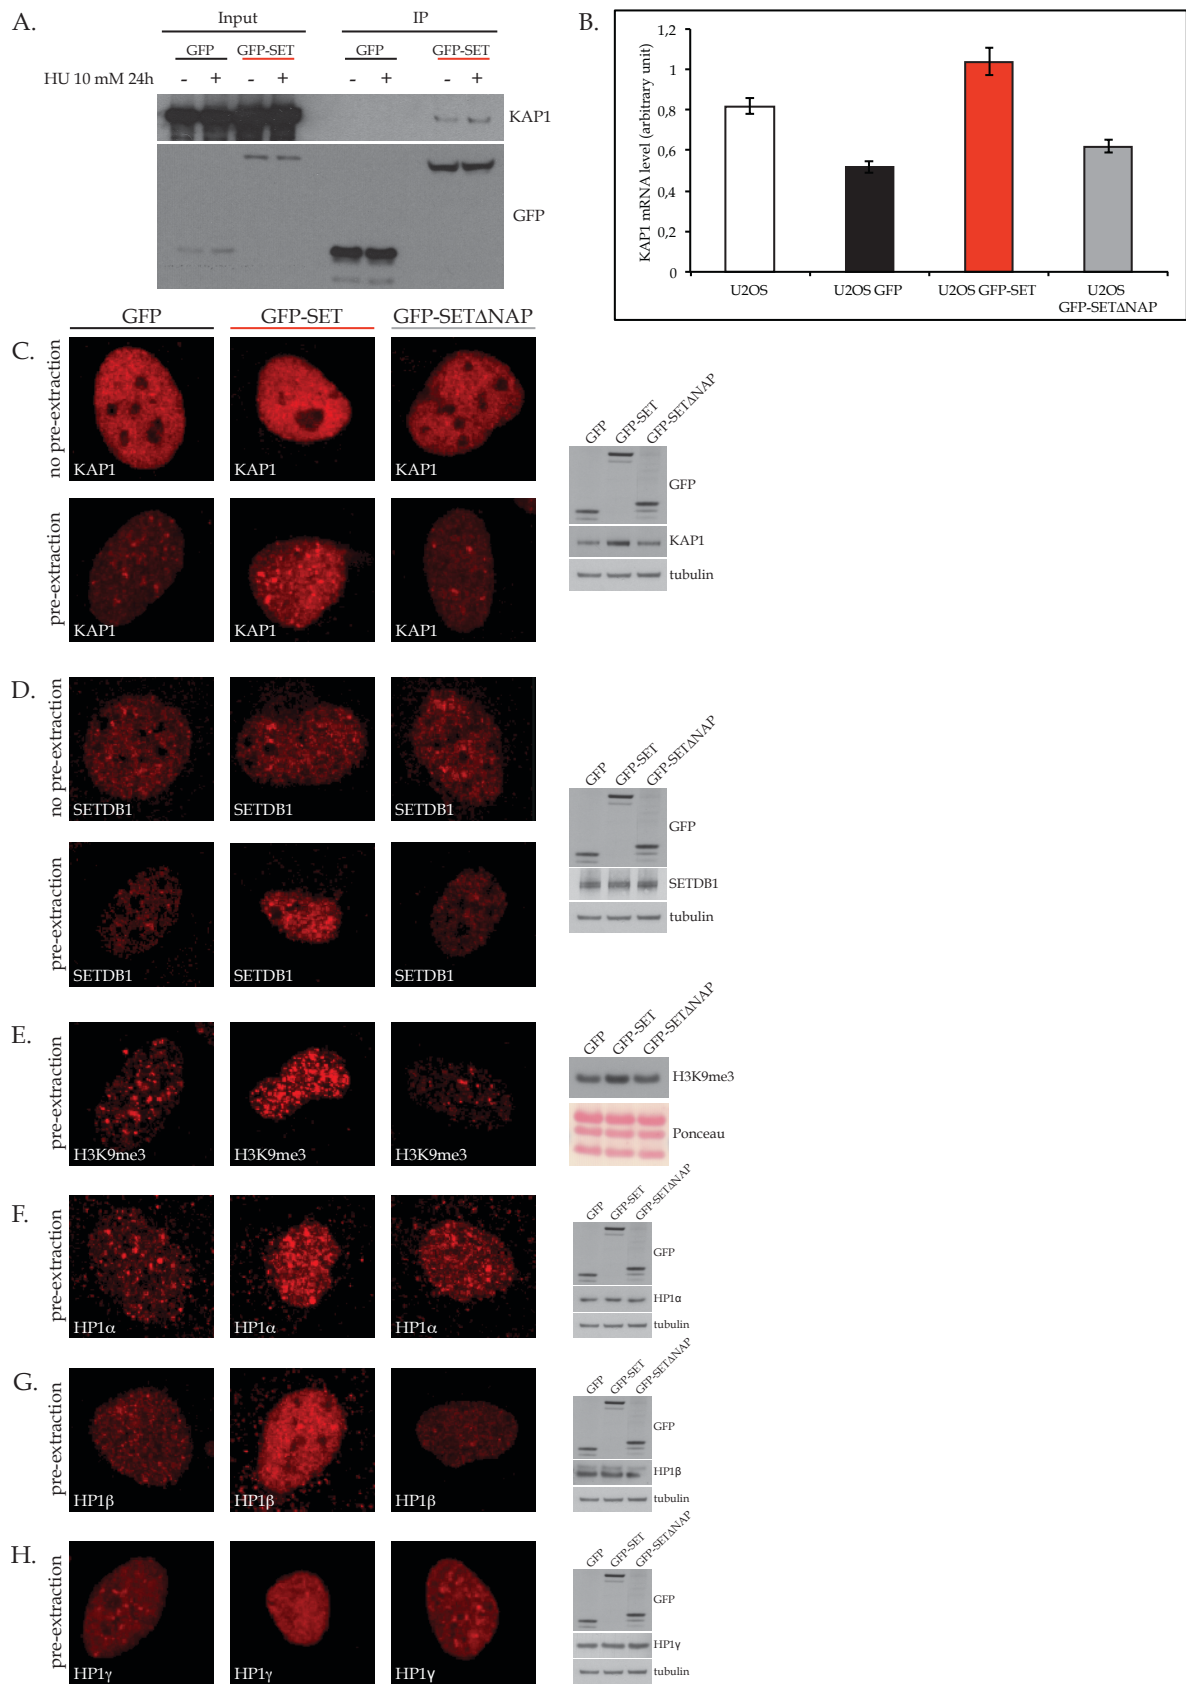 A.
Input
IP
GFP
GFP-SET
GFP
GFP-SET
HU 10 mM 24h
- + - + - + - +
KAP1
GFP
B.
KAP1 mRNA level (arbitrary unit)
1,2
1
0,8
0,6
0,4
0,2
0
U2OS
U2OS GFP
U2OS GFP-SET
U2OS
GFP-SETΔNAP
GFP
GFP-SET
GFP-SETΔNAP
C.
no pre-extraction
KAP1
KAP1
KAP1
pre-extraction
KAP1
KAP1
KAP1
GFP
GFP-SET
GFP-SETΔNAP
GFP
KAP1
tubulin
D.
no pre-extraction
SETDB1
SETDB1
SETDB1
pre-extraction
SETDB1
SETDB1
SETDB1
GFP
GFP-SET
GFP-SETΔNAP
GFP
SETDB1
tubulin
E.
pre-extraction
H3K9me3
H3K9me3
H3K9me3
GFP
GFP-SET
GFP-SETΔNAP
H3K9me3
Ponceau
F.
pre-extraction
HP1α
HP1α
HP1α
GFP
GFP-SET
GFP-SETΔNAP
GFP
HP1α
tubulin
G.
pre-extraction
HP1β
HP1β
HP1β
GFP
GFP-SET
GFP-SETΔNAP
GFP
HP1β
tubulin
H.
pre-extraction
HP1γ
HP1γ
HP1γ
GFP
GFP-SET
GFP-SETΔNAP
GFP
HP1γ
tubulin